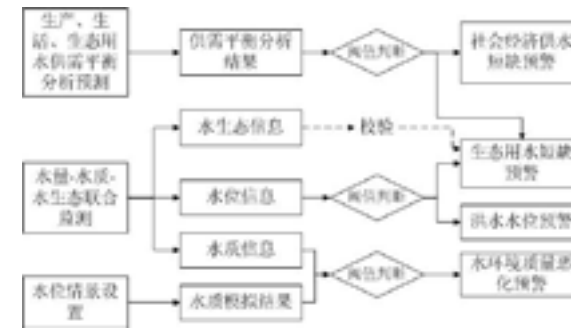 生产、生
活、生态用
水供需平衡
分析预测
供需平衡分析
结果
阈值判断
社会经济供水
短缺预警
水生态信息
校验
生态用水短缺
预警
水量-水质-
水生态联合
监测
水位信息
阈值判断
洪水水位预警
水质信息
阈值判断
水环境质量恶
化预警
水位情景设
置
水质模拟结果